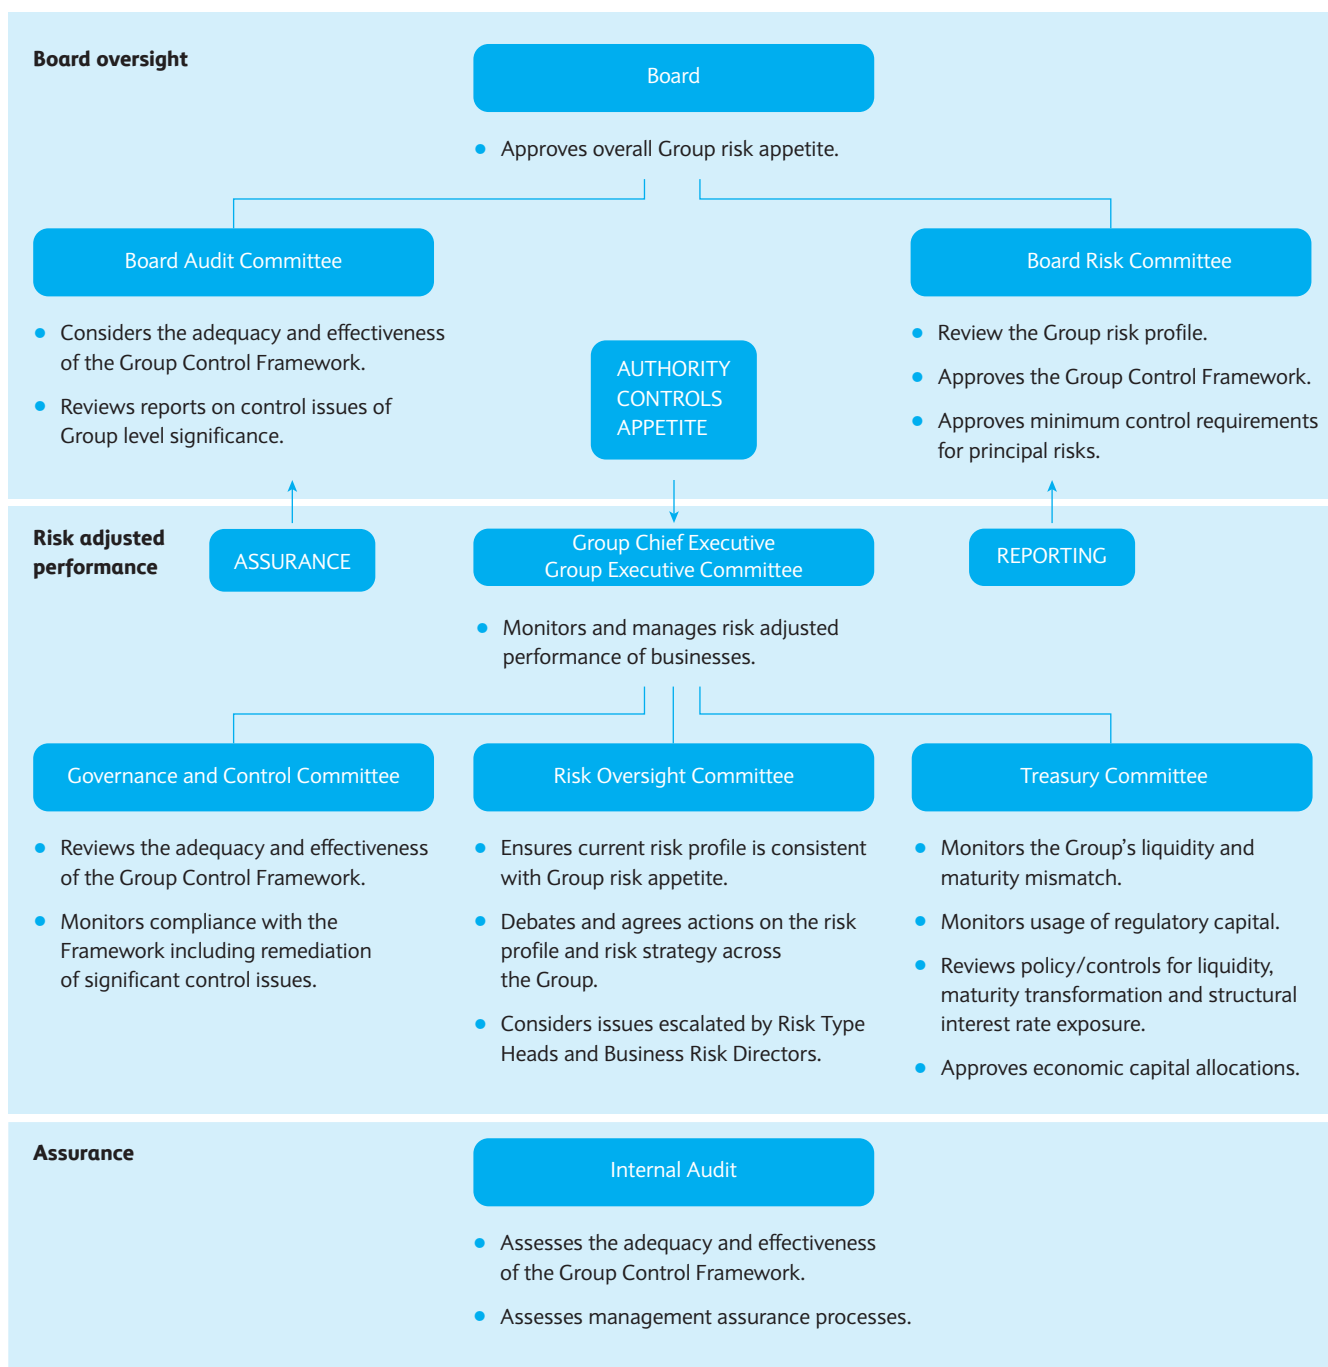 Board oversight
Board
• Approves overall Group risk appetite.
Board Audit Committee
• Considers the adequacy and effectiveness
of the Group Control Framework.
• Reviews reports on control issues of
Group level significance.
AUTHORITY
CONTROLS
APPETITE
Board Risk Committee
• Review the Group risk profile.
• Approves the Group Control Framework.
• Approves minimum control requirements
for principal risks.
Risk adjusted
performance
ASSURANCE
Group Chief Executive
Group Executive Committee
REPORTING
• Monitors and manages risk adjusted
performance of businesses.
Governance and Control Committee
• Reviews the adequacy and effectiveness
of the Group Control Framework.
• Monitors compliance with the
Framework including remediation
of significant control issues.
Risk Oversight Committee
• Ensures current risk profile is consistent
with Group risk appetite.
• Debates and agrees actions on the risk
profile and risk strategy across
the Group.
• Considers issues escalated by Risk Type
Heads and Business Risk Directors.
Treasury Committee
• Monitors the Group’s liquidity and
maturity mismatch.
• Monitors usage of regulatory capital.
• Reviews policy/controls for liquidity,
maturity transformation and structural
interest rate exposure.
• Approves economic capital allocations.
Assurance
Internal Audit
• Assesses the adequacy and effectiveness
of the Group Control Framework.
• Assesses management assurance processes.